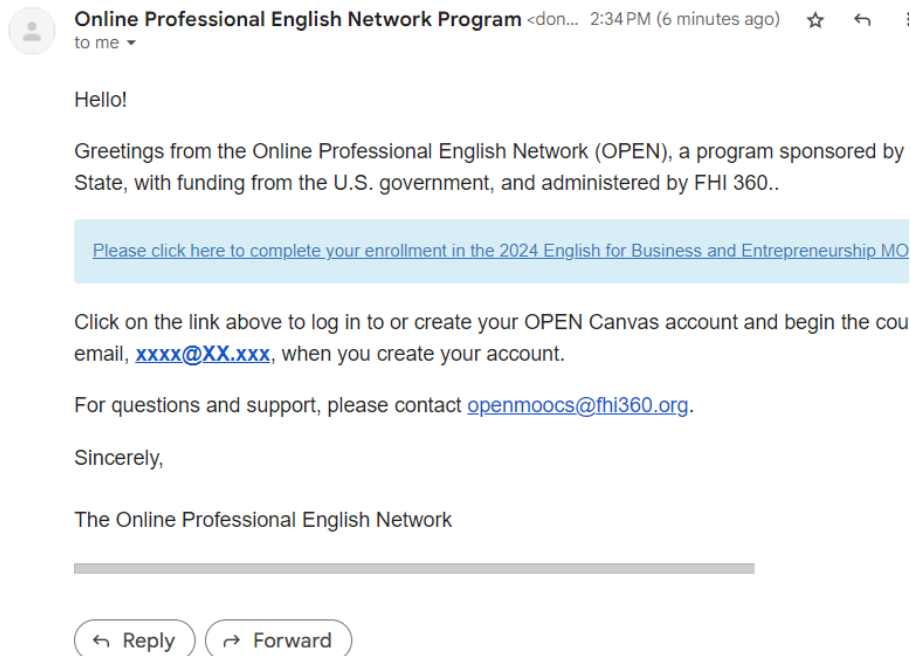 Online Professional English Network Program <don... 2:34 PM (6 minutes ago)
to me
Hello!
Greetings from the Online Professional English Network (OPEN), a program sponsored by
State, with funding from the U.S. government, and administered by FHI 360..
Please click here to complete your enrollment in the 2024 English for Business and Entrepreneurship MO
Click on the link above to log in to or create your OPEN Canvas account and begin the cou
email, xxxx@XX.xxx, when you create your account.
For questions and support, please contact openmoocs@fhi360.org.
Sincerely,
The Online Professional English Network
Reply Forward